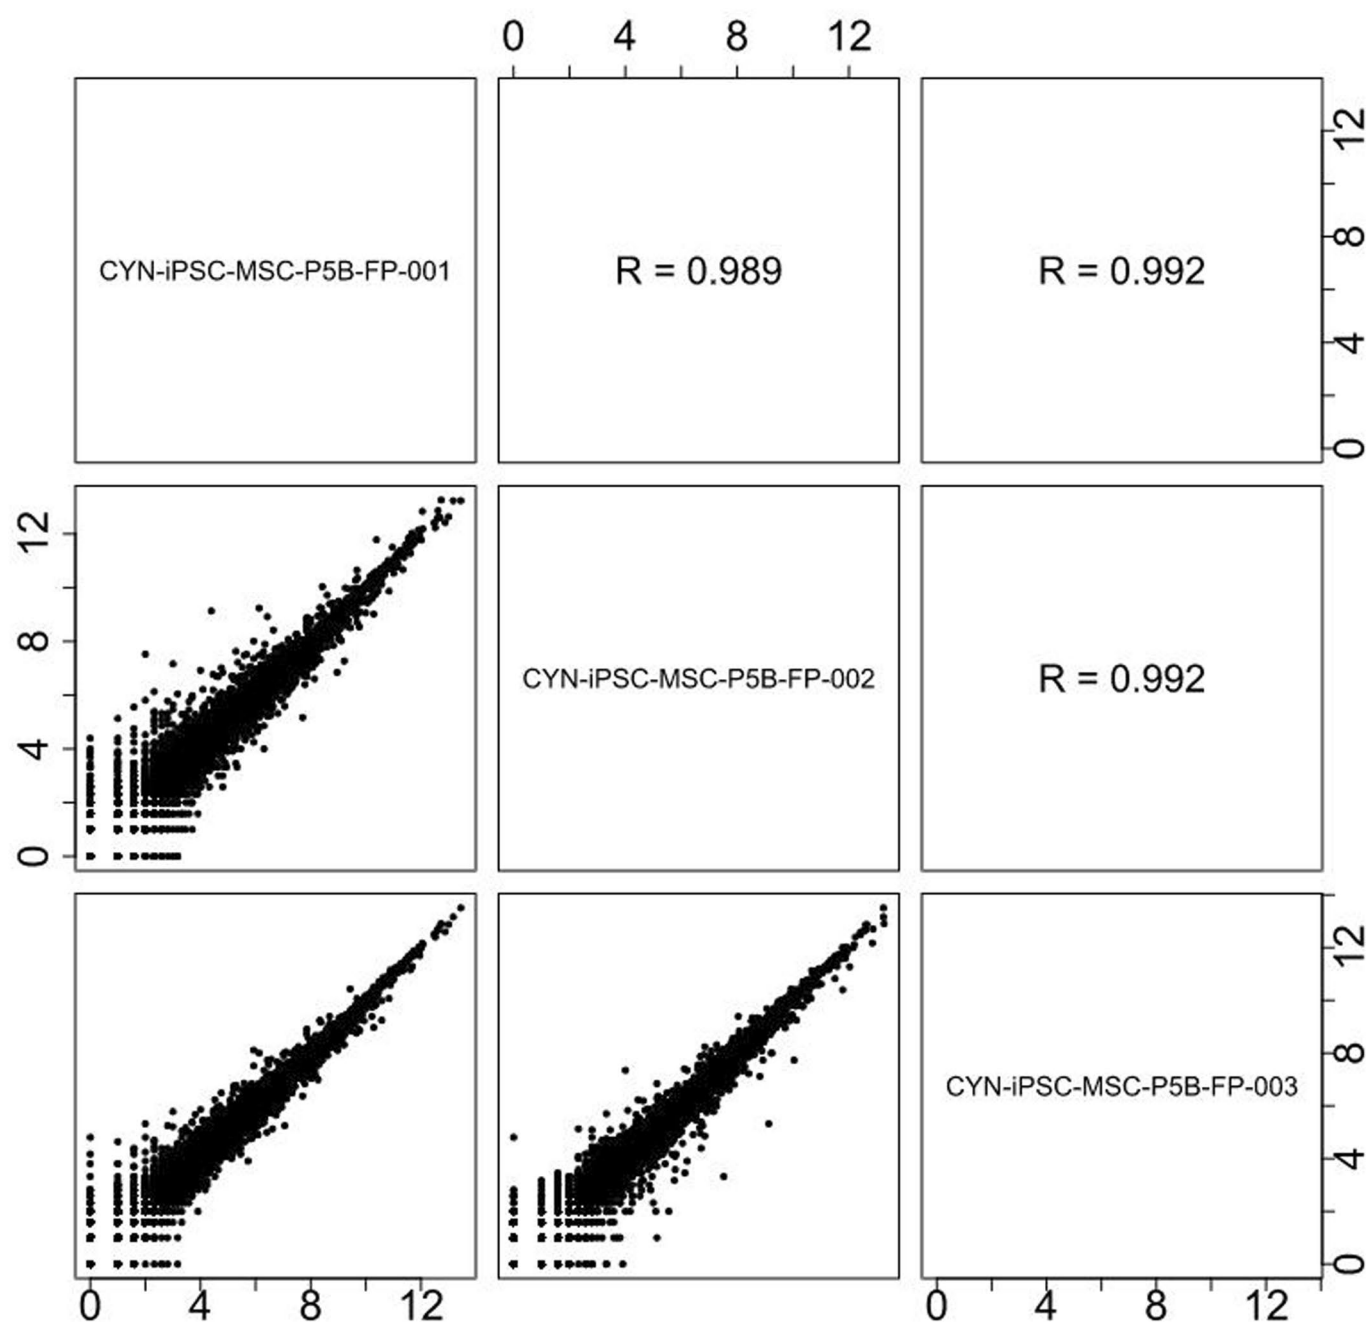 0 4 8 12
CYN-iPSC-MSC-P5B-FP-001
R = 0.989
R = 0.992
12
8
4
0
12
8
4
0
CYN-iPSC-MSC-P5B-FP-002
R = 0.992
CYN-iPSC-MSC-P5B-FP-003
12
8
4
0
0 4 8 12
0 4 8 12